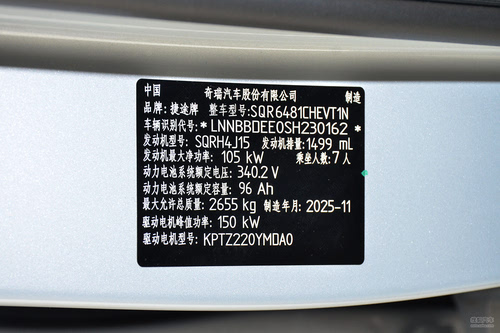 中国 奇瑞汽车股份有限公司 制造
品牌:捷途牌 整车型号:SQR6481CHEVT1N
车辆识别代号:*LNNBBDEE0SH230162*
发动机型号:SQRH4J15 发动机排量:1499 mL
发动机最大净功率:105 kW 乘坐人数:7人
动力电池系统额定电压:340.2 V
动力电池系统额定容量:96 Ah
最大允许总质量:2655 kg 制造年月:2025-11
驱动电机峰值功率:150 kW
驱动电机型号:KPTZ220YMDA0